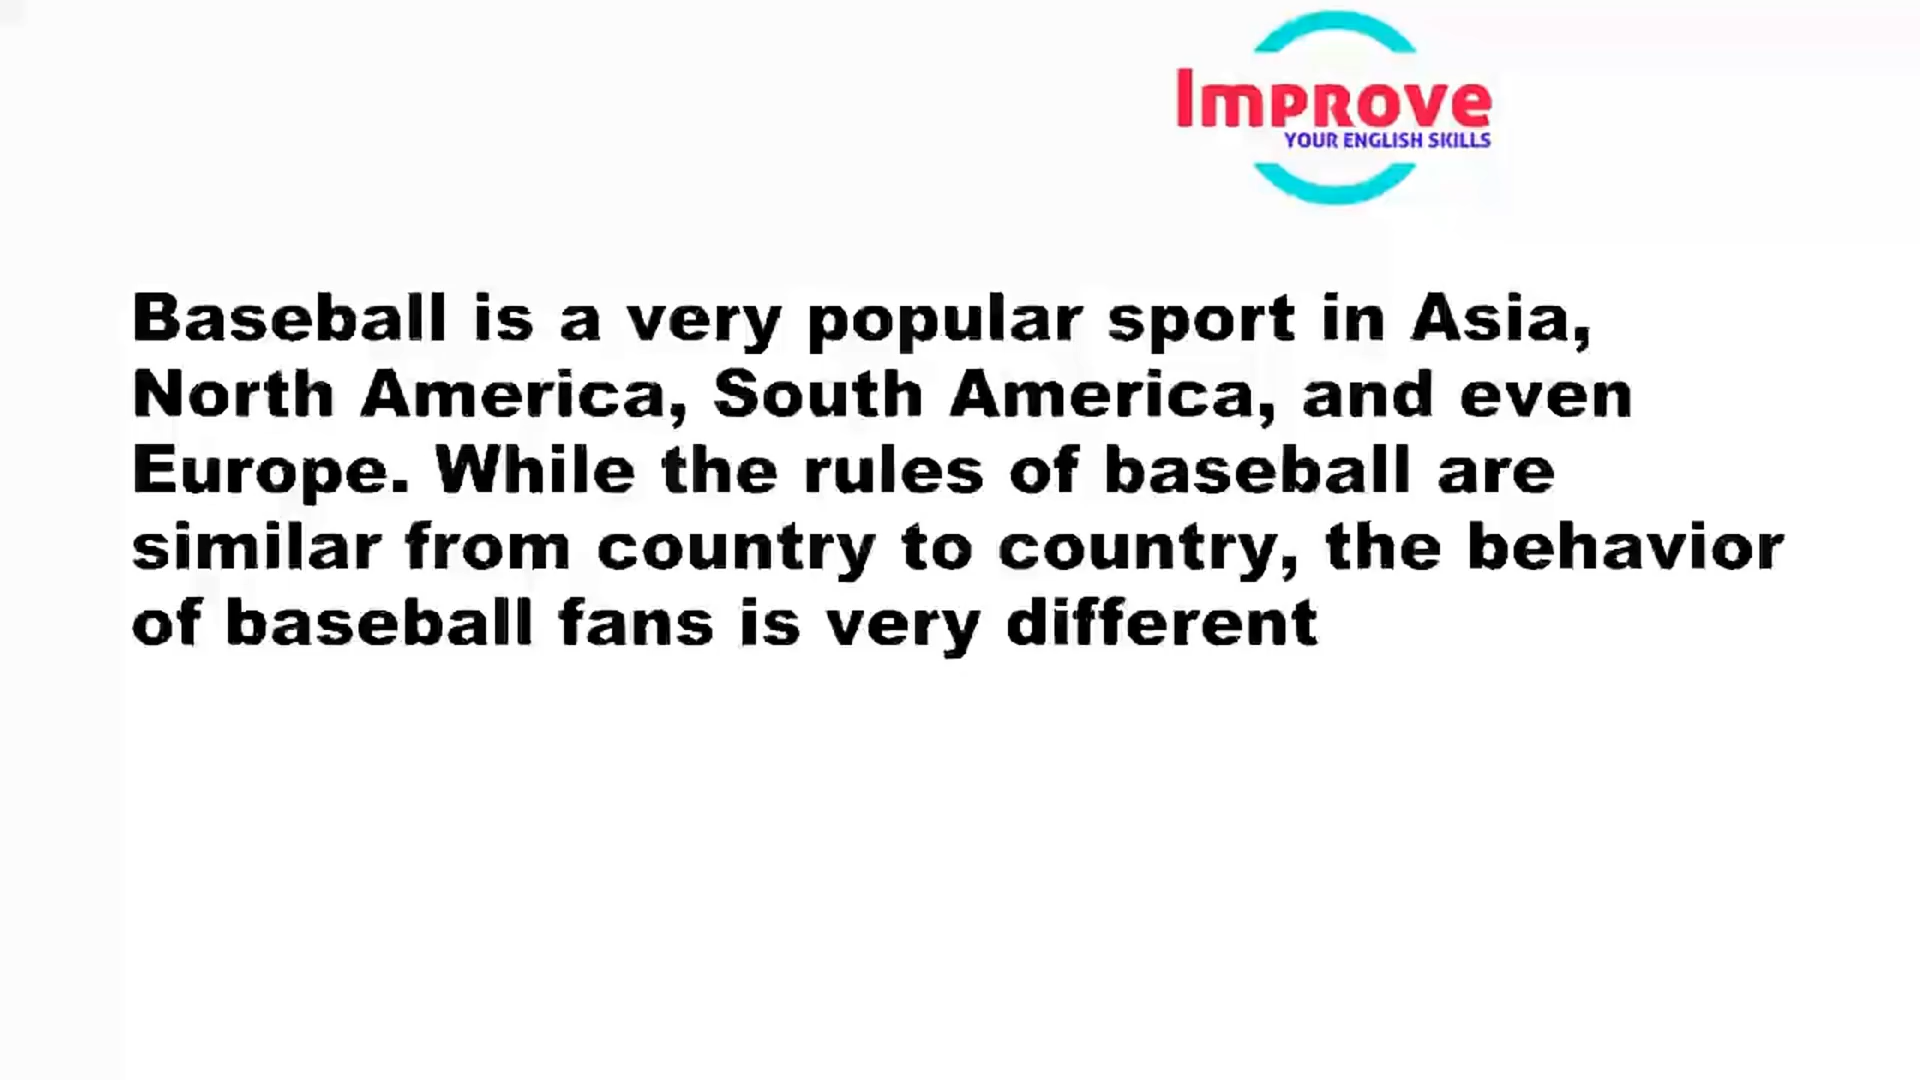 Improve
YOUR ENGLISH SKILLS
Baseball is a very popular sport in Asia,
North America, South America, and even
Europe. While the rules of baseball are
similar from country to country, the behavior
of baseball fans is very different